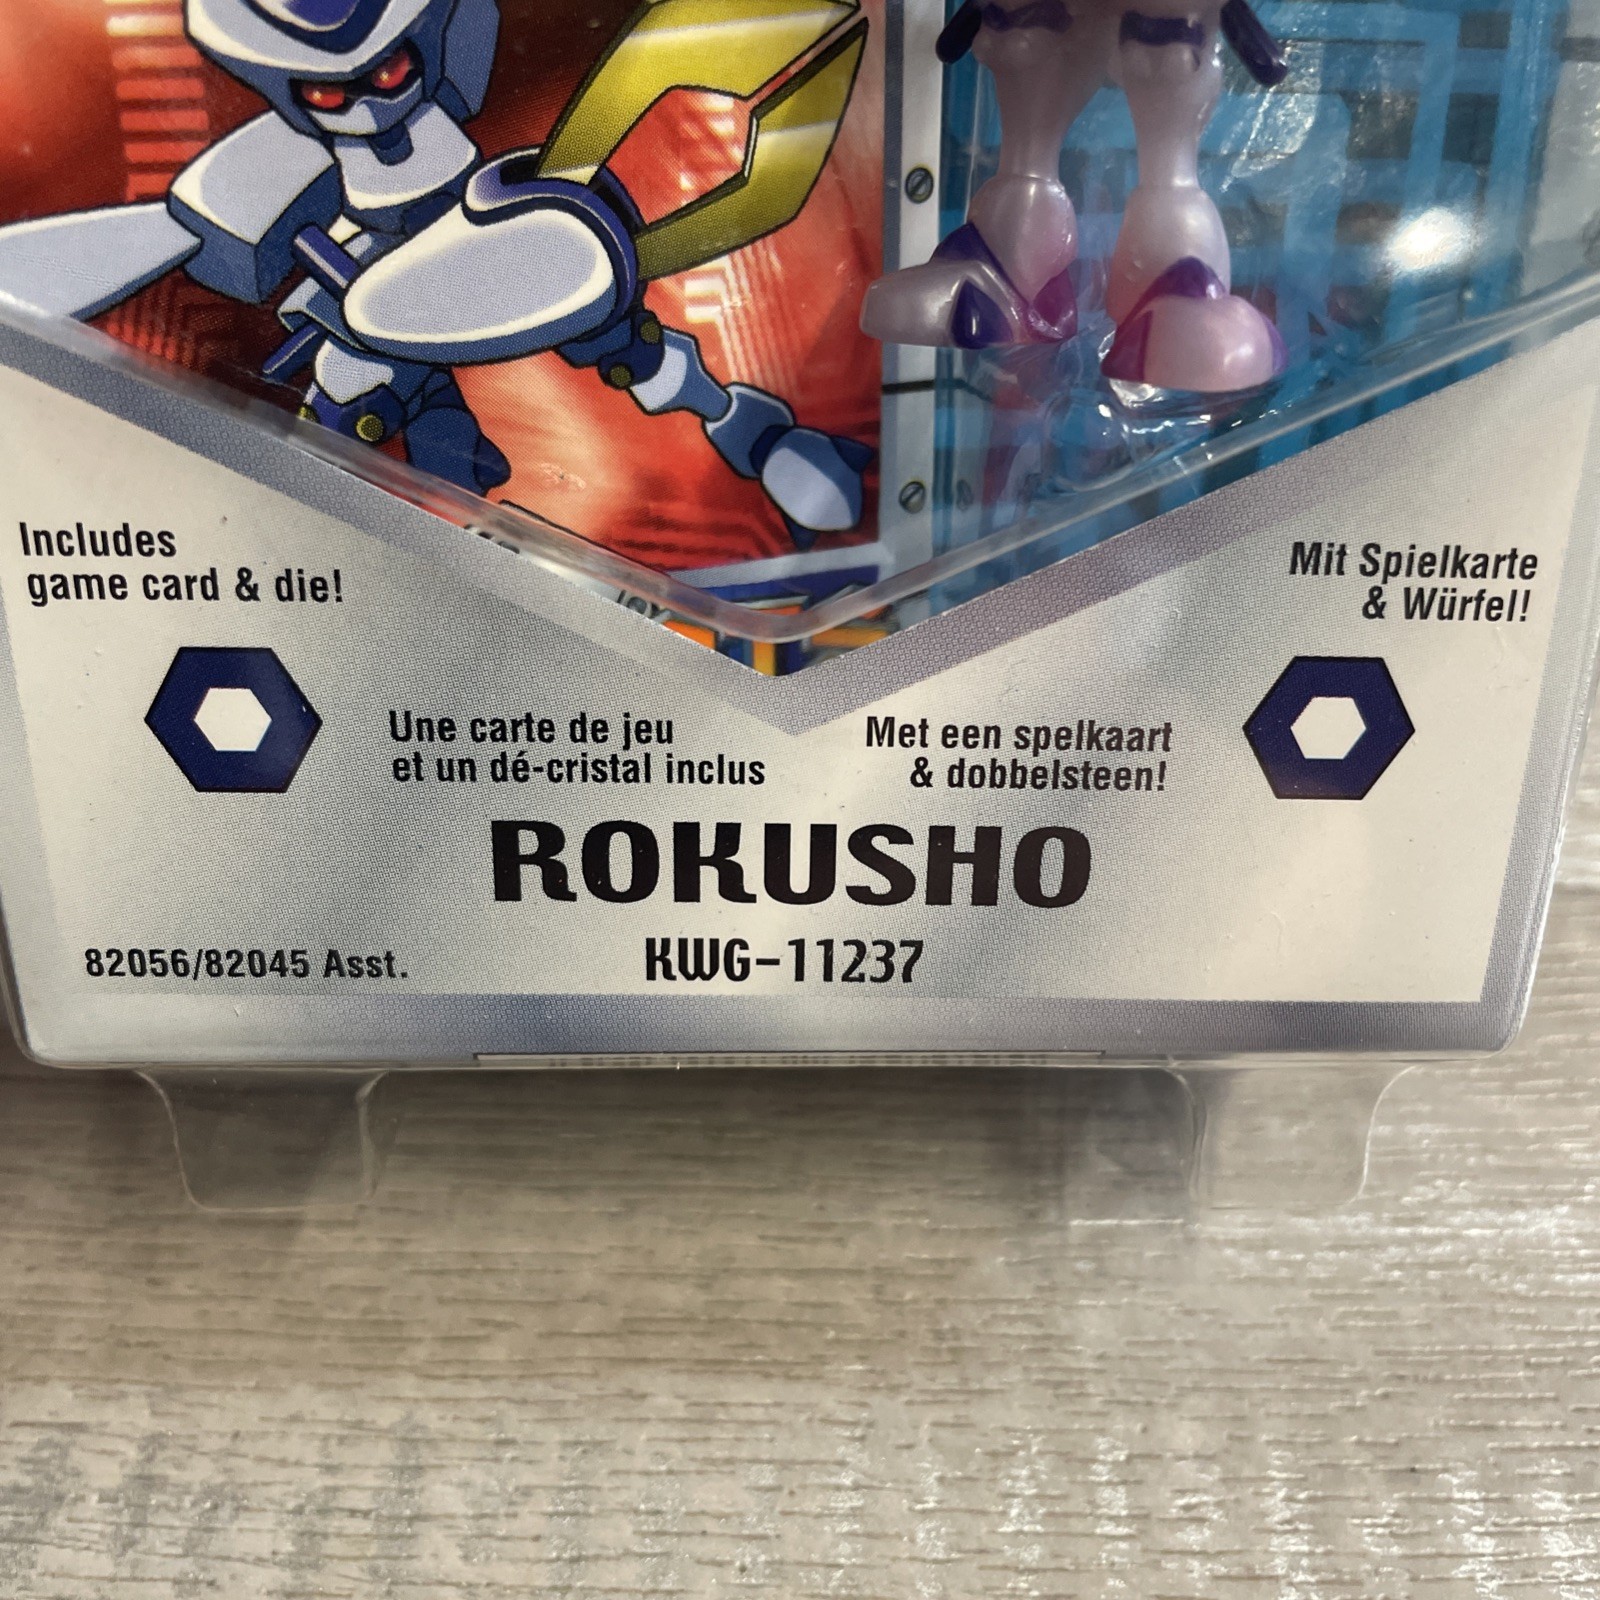 Includes
game card & die!
Mit Spielkarte
& Würfel!
Une carte de jeu
et un dé-cristal inclus
Met een spelkaart
& dobbelsteen!
ROKUSHO
82056/82045 Asst.
KWG-11237